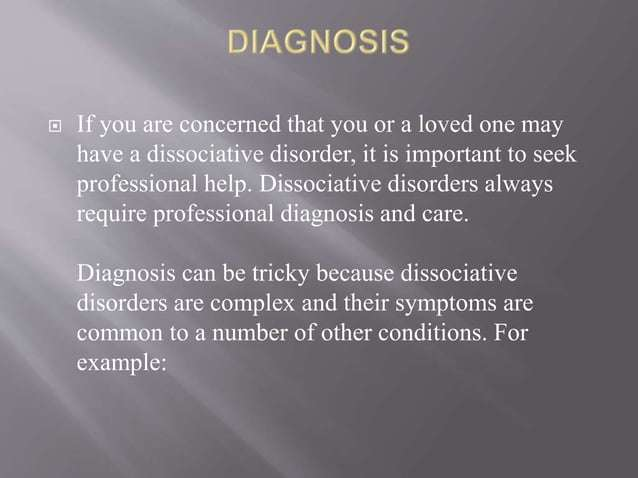 DIAGNOSIS
If you are concerned that you or a loved one may
have a dissociative disorder, it is important to seek
professional help. Dissociative disorders always
require professional diagnosis and care.
Diagnosis can be tricky because dissociative
disorders are complex and their symptoms are
common to a number of other conditions. For
example: